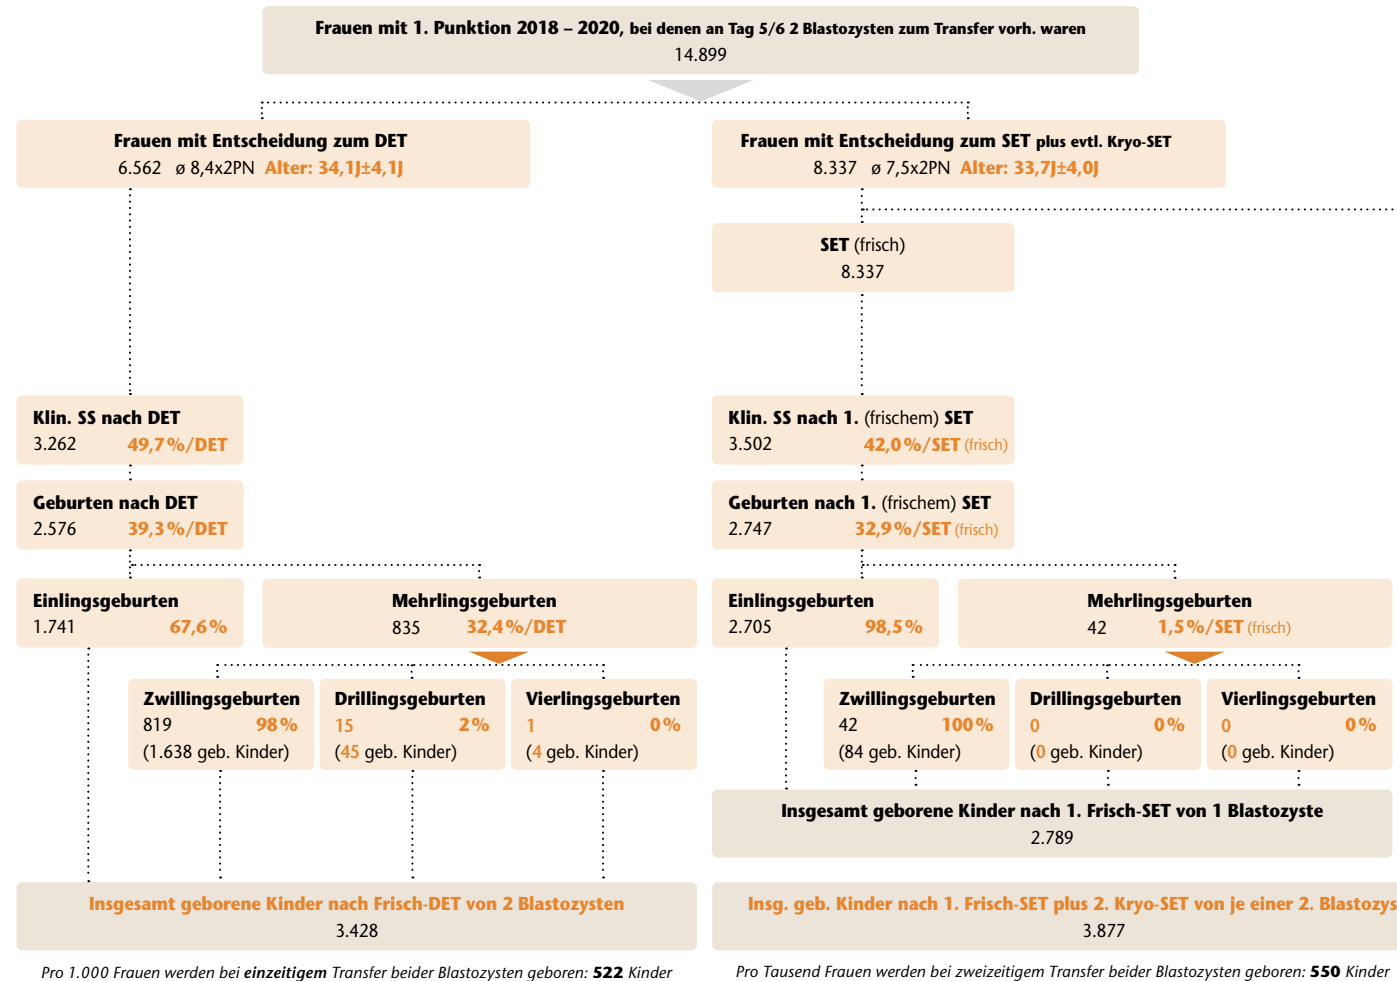 Frauen mit 1. Punktion 2018 – 2020, bei denen an Tag 5/6 2 Blastozysten zum Transfer vorh. waren
14.899
Frauen mit Entscheidung zum DET
6.562 ø 8,4x2PN Alter: 34,1J±4,1J
Frauen mit Entscheidung zum SET plus evtl. Kryo-SET
8.337 ø 7,5x2PN Alter: 33,7J±4,0J
SET (frisch)
8.337
Klin. SS nach DET
3.262 49,7 %/DET
Klin. SS nach 1. (frischem) SET
3.502 42,0 %/SET (frisch)
Geburten nach DET
2.576 39,3 %/DET
Geburten nach 1. (frischem) SET
2.747 32,9 %/SET (frisch)
Einlingsgeburten
1.741 67,6 %
Mehrlingsgeburten
835 32,4 %/DET
Einlingsgeburten
2.705 98,5 %
Mehrlingsgeburten
42 1,5 %/SET (frisch)
Zwillingsgeburten
819 98 %
(1.638 geb. Kinder)
Drillingsgeburten
15 2 %
(45 geb. Kinder)
Vierlingsgeburten
1 0 %
(4 geb. Kinder)
Zwillingsgeburten
42 100 %
(84 geb. Kinder)
Drillingsgeburten
0 0 %
(0 geb. Kinder)
Vierlingsgeburten
0 0 %
(0 geb. Kinder)
Insgesamt geborene Kinder nach 1. Frisch-SET von 1 Blastozyste
2.789
Insgesamt geborene Kinder nach Frisch-DET von 2 Blastozysten
3.428
Insg. geb. Kinder nach 1. Frisch-SET plus 2. Kryo-SET von je einer 2. Blastozys
3.877
Pro 1.000 Frauen werden bei einzeitigem Transfer beider Blastozysten geboren: 522 Kinder
Pro Tausend Frauen werden bei zweizeitigem Transfer beider Blastozysten geboren: 550 Kinder